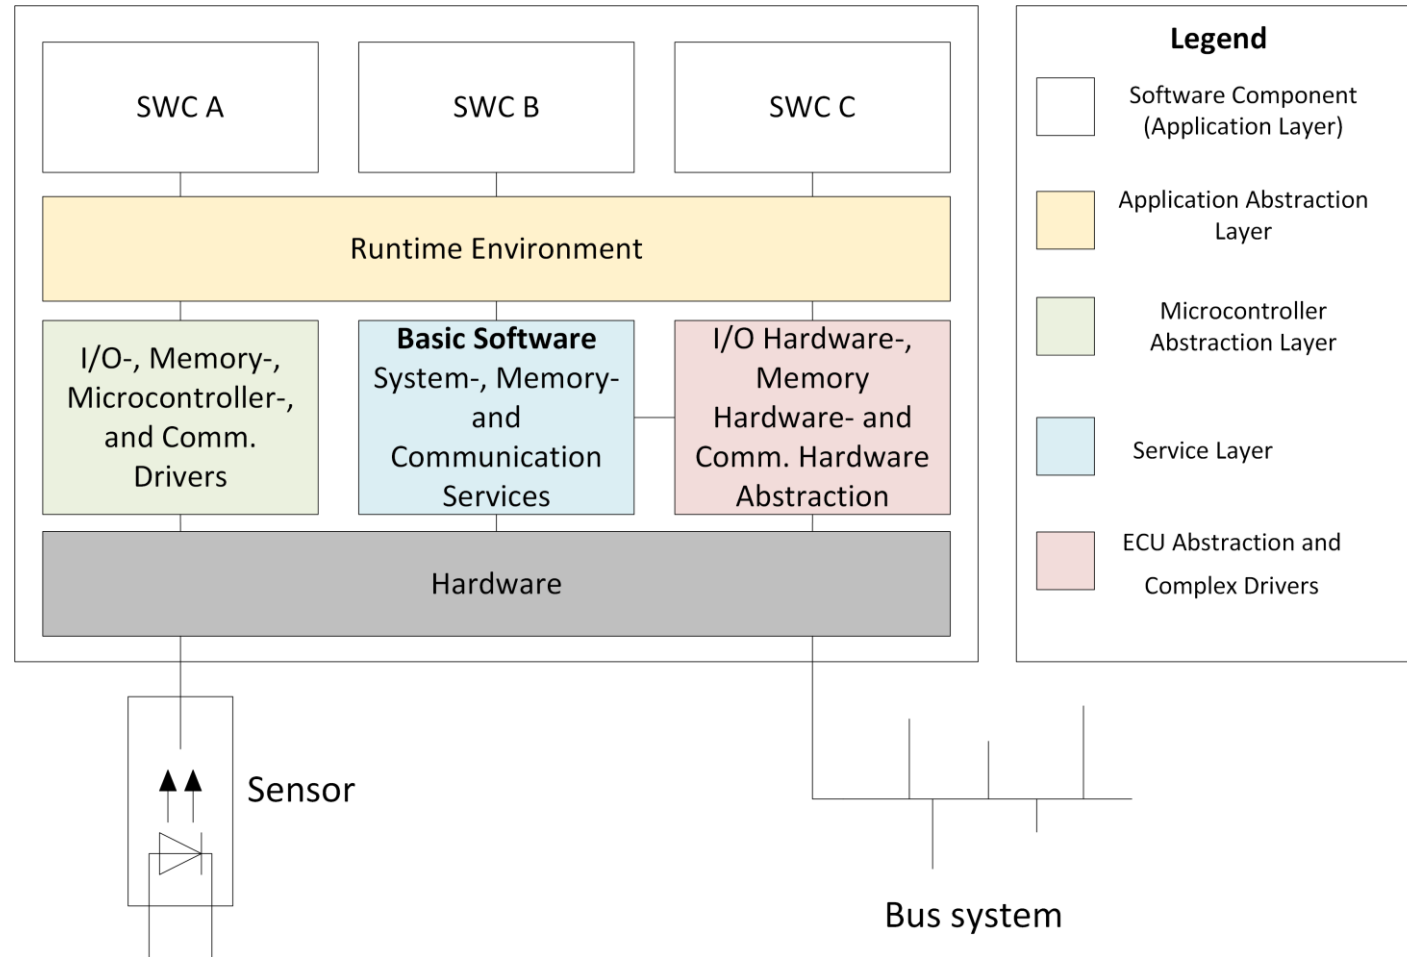 SWC A
SWC B
SWC C
Runtime Environment
I/O-, Memory-,
Microcontroller-,
and Comm.
Drivers
Basic Software
System-, Memory-
and
Communication
Services
I/O Hardware-,
Memory
Hardware- and
Comm. Hardware
Abstraction
Hardware
Sensor
Bus system
Legend
Software Component
(Application Layer)
Application Abstraction
Layer
Microcontroller
Abstraction Layer
Service Layer
ECU Abstraction and
Complex Drivers